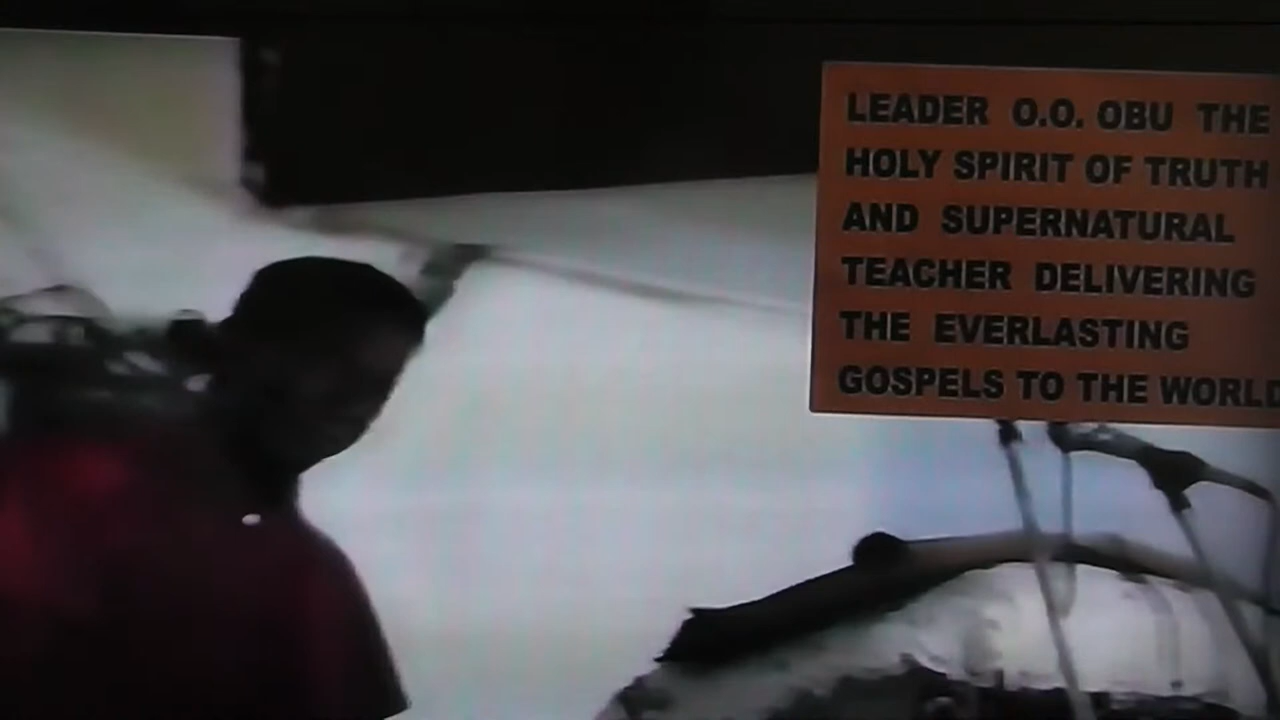 LEADER O.O. OBU THE
HOLY SPIRIT OF TRUTH
AND SUPERNATURAL
TEACHER DELIVERING
THE EVERLASTING
GOSPELS TO THE WORLD